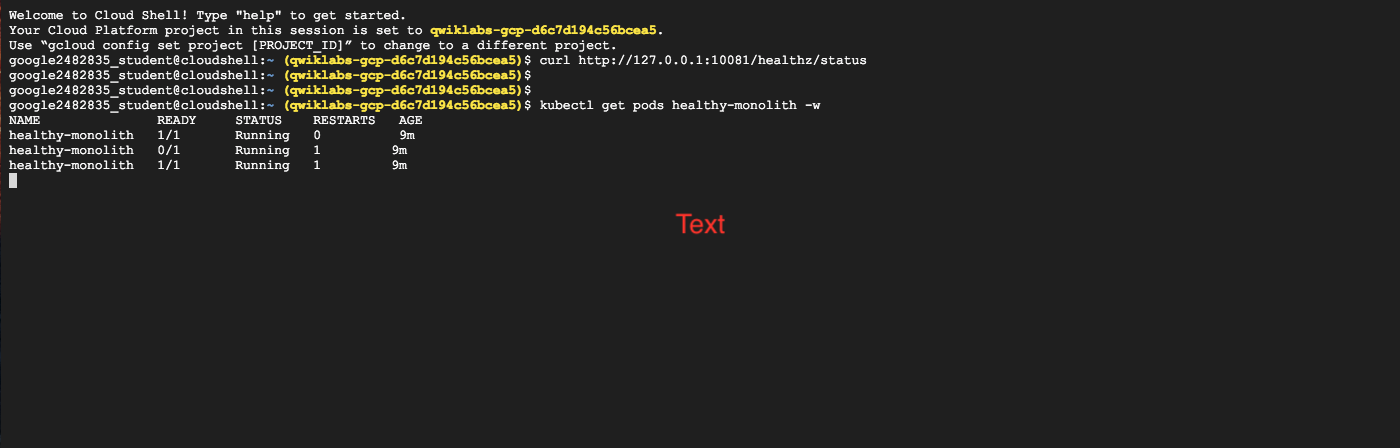 Welcome to Cloud Shell! Type "help" to get started.
Your Cloud Platform project in this session is set to qwiklabs-gcp-d6c7d194c56bcea5.
Use “gcloud config set project [PROJECT_ID]” to change to a different project.
google2482835_student@cloudshell:~ (qwiklabs-gcp-d6c7d194c56bcea5)$ curl http://127.0.0.1:10081/healthz/status
google2482835_student@cloudshell:~ (qwiklabs-gcp-d6c7d194c56bcea5)$
google2482835_student@cloudshell:~ (qwiklabs-gcp-d6c7d194c56bcea5)$
google2482835_student@cloudshell:~ (qwiklabs-gcp-d6c7d194c56bcea5)$ kubectl get pods healthy-monolith -w
NAME               READY     STATUS    RESTARTS   AGE
healthy-monolith   1/1       Running   0          9m
healthy-monolith   0/1       Running   1         9m
healthy-monolith   1/1       Running   1         9m
Text